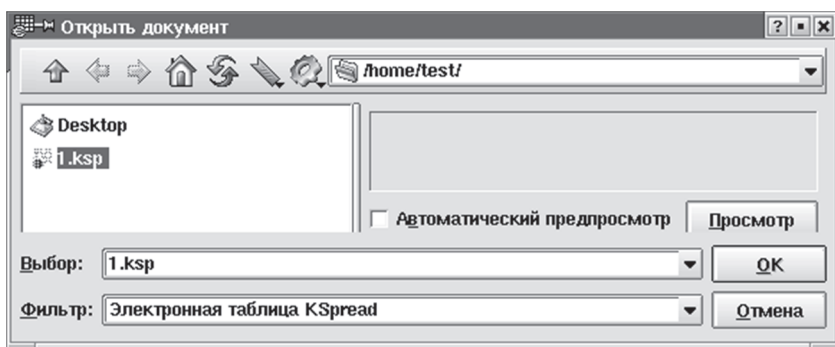 Открыть документ
/home/test/
Desktop
1.ksp
Автоматический предпросмотр
Просмотр
Выбор: 1.ksp
OK
Фильтр: Электронная таблица KSpread
Отмена